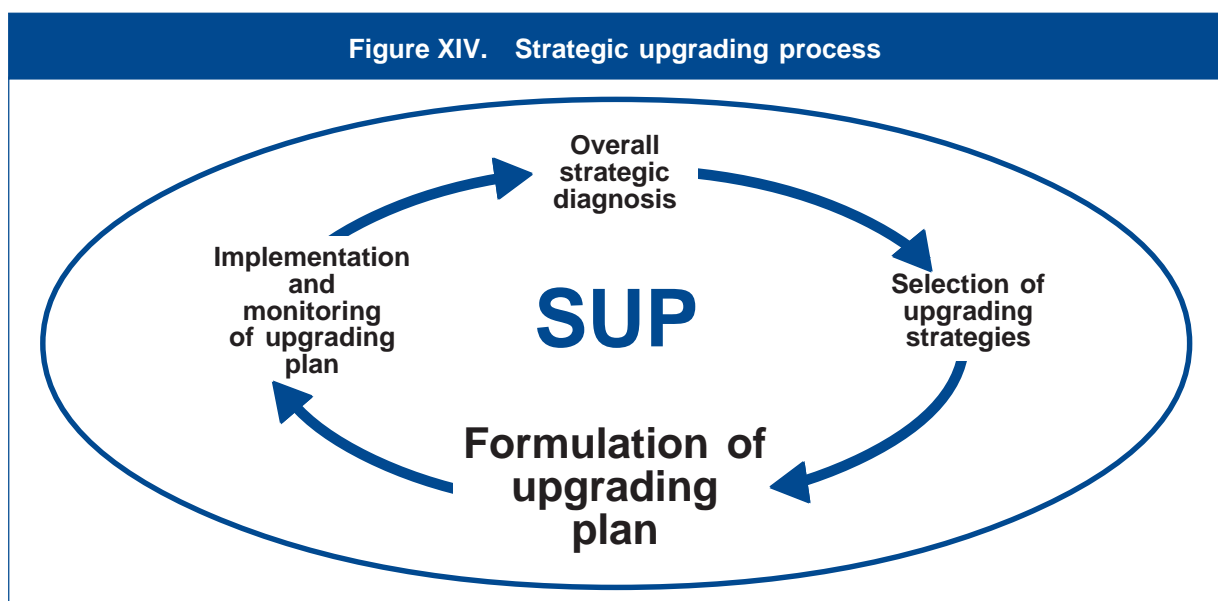 Figure XIV. Strategic upgrading process
Overall
strategic
diagnosis
Selection of
upgrading
strategies
Formulation of
upgrading
plan
Implementation
and
monitoring
of upgrading
plan
SUP